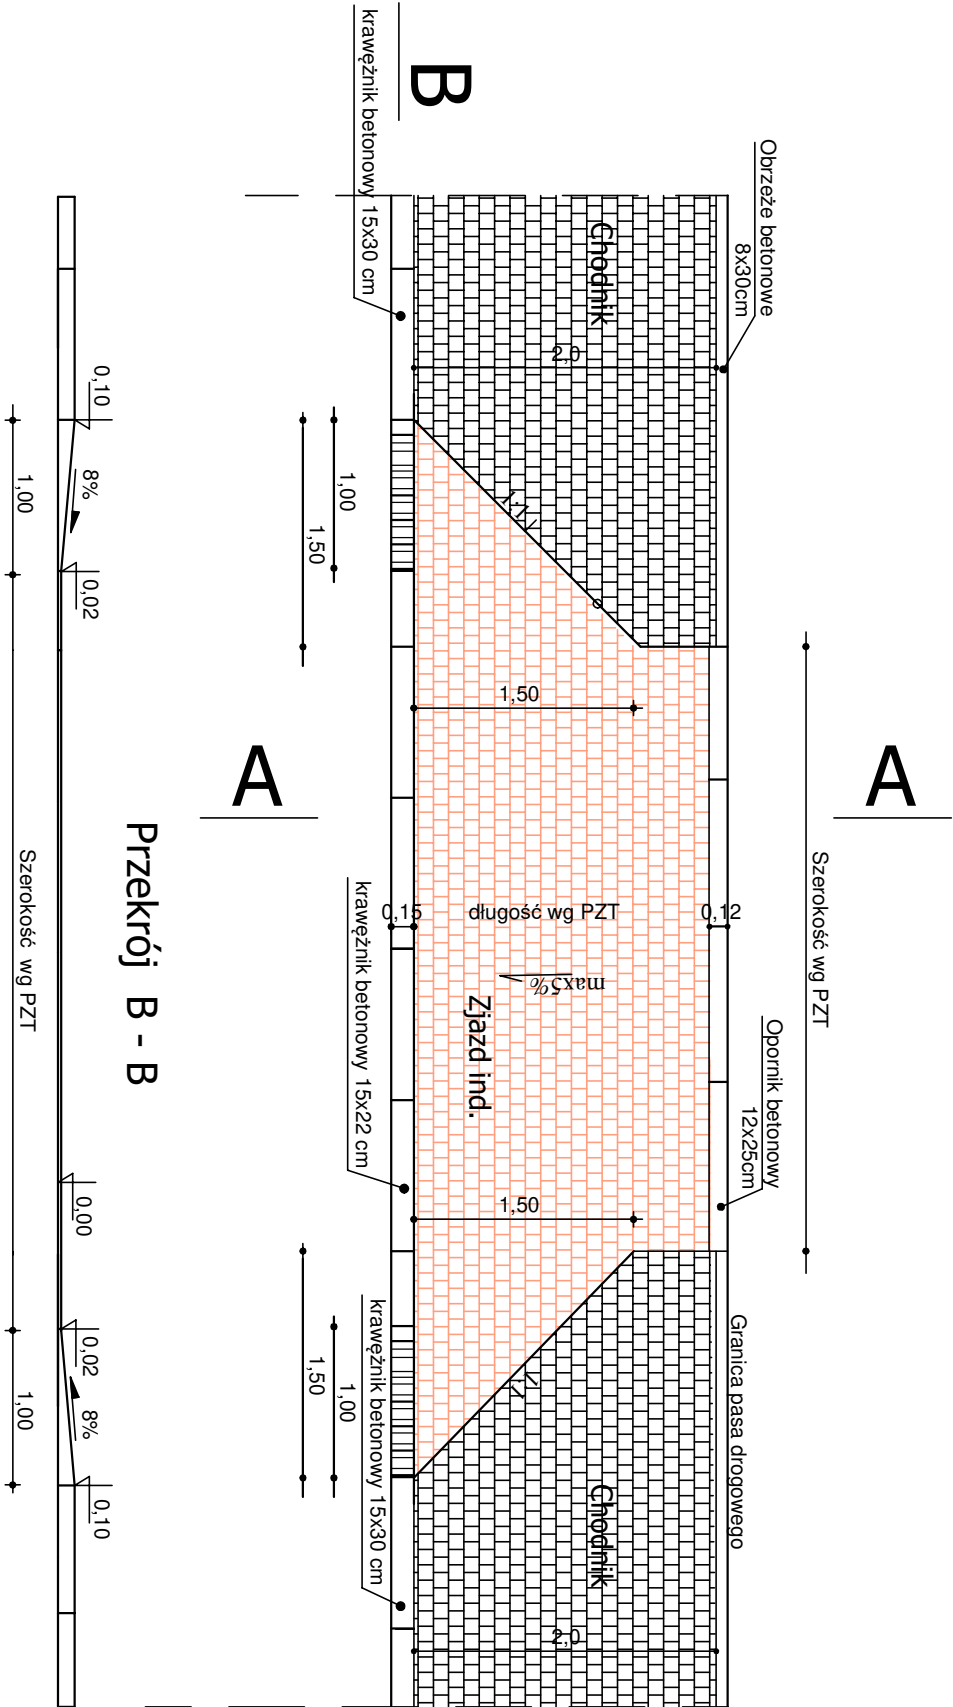 B
krawężnik betonowy 15x30 cm
Obrzeże betonowe
8x30cm
Chodnik
2,0
1:1
1,00
1,50
1,50
A
A
Szerokość wg PZT
0,15
długość wg PZT
0,12
max5%
Zjazd ind.
krawężnik betonowy 15x22 cm
Opornik betonowy
12x25cm
1,50
1:1
1,50
1,00
krawężnik betonowy 15x30 cm
Granica pasa drogowego
Chodnik
2,0
Przekrój B - B
0,10
8%
0,02
0,00
0,02
8%
0,10
1,00
Szerokość wg PZT
1,00